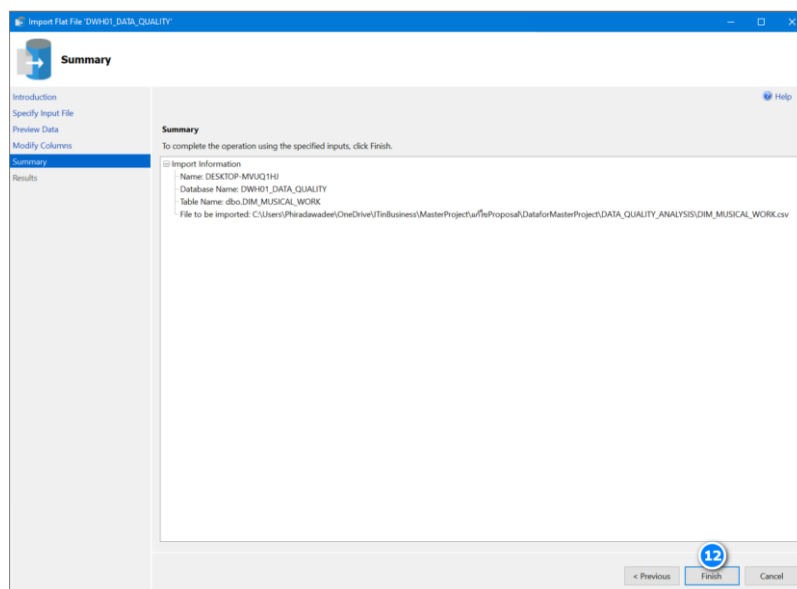 Import Flat File 'DWH01_DATA_QUALITY'
Summary
Introduction
Specify Input File
Preview Data
Modify Columns
Summary
Results
Help
Summary
To complete the operation using the specified inputs, click Finish.
Import Information
Name: DESKTOP-MVUQ1HJ
Database Name: DWH01_DATA_QUALITY
Table Name: dbo.DIM_MUSICAL_WORK
File to be imported: C:\Users\Phiradawadee\OneDrive\ITinBusiness\MasterProject\แก้ไขProposal\DataforMasterProject\DATA_QUALITY_ANALYSIS\DIM_MUSICAL_WORK.csv
12
< Previous
Finish
Cancel